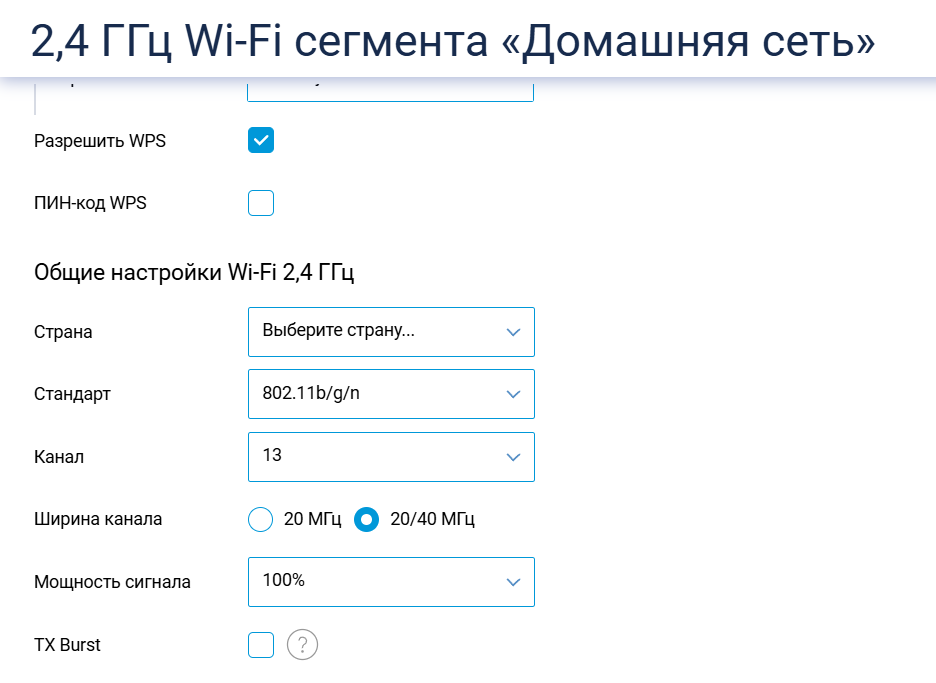 2,4 ГГц Wi-Fi сегмента «Домашняя сеть»
Разрешить WPS
ПИН-код WPS
Общие настройки Wi-Fi 2,4 ГГц
Страна Выберите страну...
Стандарт 802.11b/g/n
Канал 13
Ширина канала 20 МГц 20/40 МГц
Мощность сигнала 100%
TX Burst ?